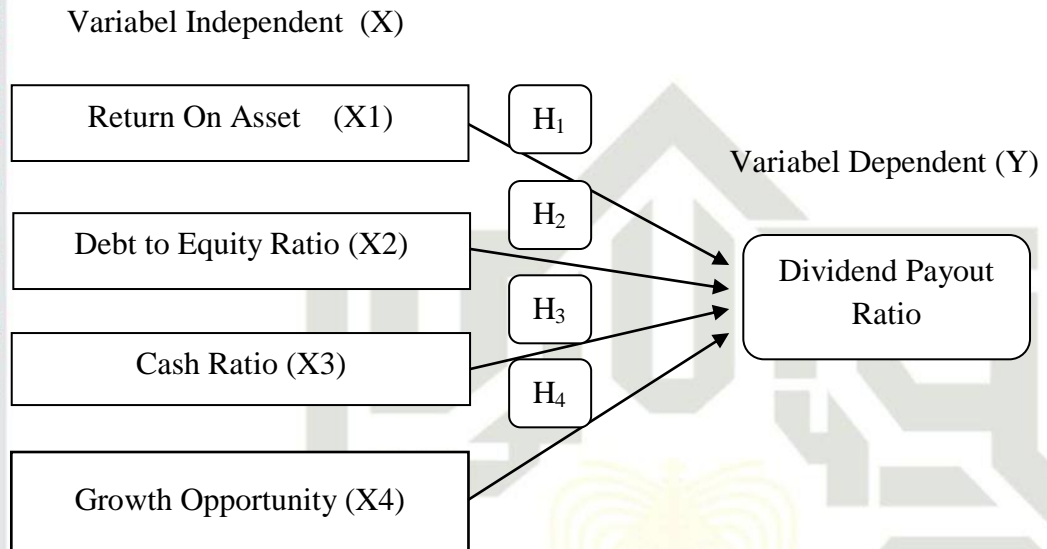 Variabel Independent (X)
Return On Asset (X1)
H₁
Variabel Dependent (Y)
H₂
Debt to Equity Ratio (X2)
Dividend Payout
Ratio
H₃
Cash Ratio (X3)
H₄
Growth Opportunity (X4)